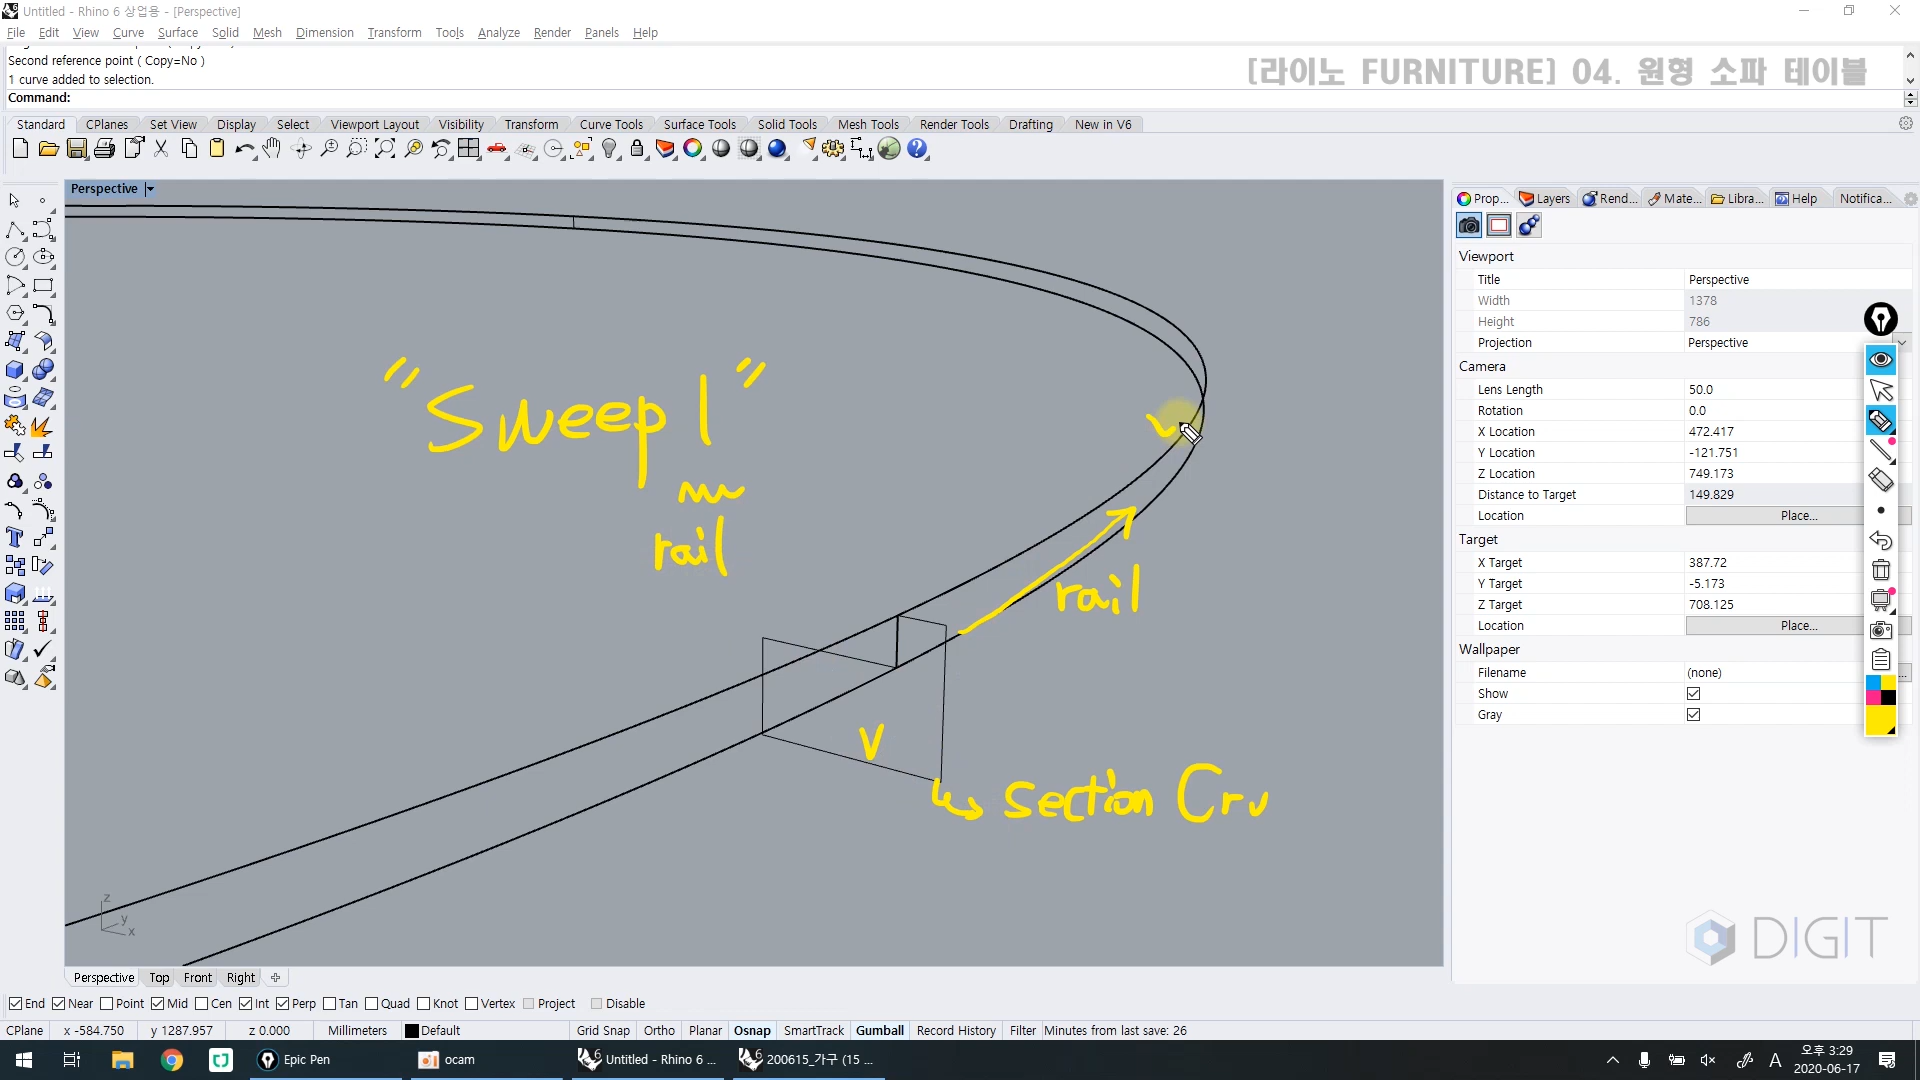 Untitled - Rhino 6 상업용 - [Perspective]
File Edit View Curve Surface Solid Mesh Dimension Transform Tools Analyze Render Panels Help
Second reference point ( Copy=No )
1 curve added to selection.
Command:
[라이노 FURNITURE] 04. 원형 소파 테이블
Standard CPlanes Set View Display Select Viewport Layout Visibility Transform Curve Tools Surface Tools Solid Tools Mesh Tools Render Tools Drafting New in V6
Perspective
"Sweep 1"
rail
rail
V
section Crv
z
y
x
Prop... Layers Rend... Mate... Libra... Help Notifica...
Viewport
Title Perspective
Width 1378
Height 786
Projection Perspective
Camera
Lens Length 50.0
Rotation 0.0
X Location 472.417
Y Location -121.751
Z Location 749.173
Distance to Target 149.829
Location Place...
Target
X Target 387.72
Y Target -5.173
Z Target 708.125
Location Place...
Wallpaper
Filename (none) ...
Show
Gray
DIGIT
Perspective Top Front Right
End Near Point Mid Cen Int Perp Tan Quad Knot Vertex Project Disable
CPlane x -584.750 y 1287.957 z 0.000 Millimeters Default Grid Snap Ortho Planar Osnap SmartTrack Gumball Record History Filter Minutes from last save: 26
Epic Pen ocam Untitled - Rhino 6 ... 200615_가구 (15 ... A 오후 3:29
2020-06-17